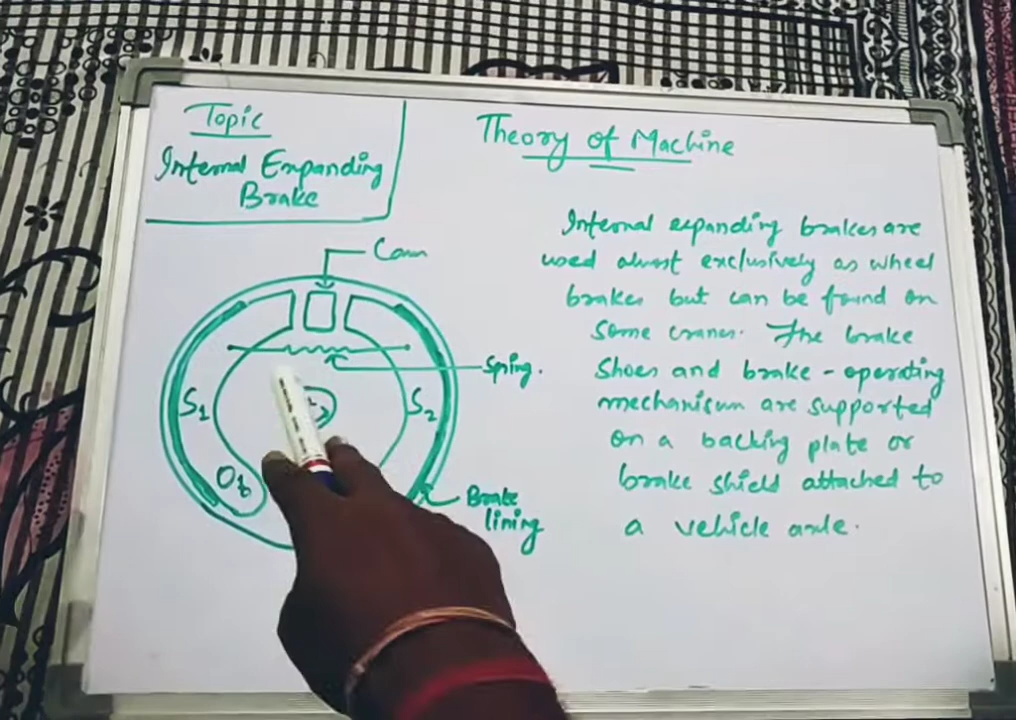 Topic
Internal Expanding
Brake
Theory of Machine
Cam
Spring.
S1
S2
Brake
lining
Internal expanding brakes are
used almost exclusively as wheel
brakes but can be found on
some cranes. The brake
shoes and brake-operating
mechanism are supported
on a backing plate or
brake shield attached to
a vehicle axle.